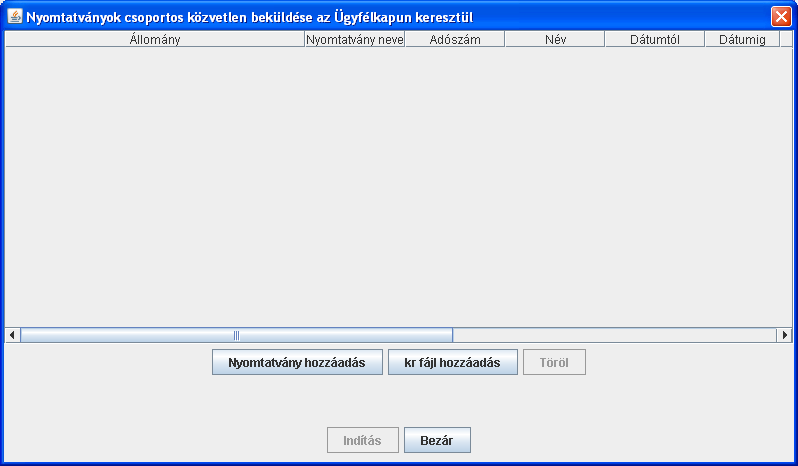 Nyomtatványok csoportos közvetlen beküldése az Ügyfélkapun keresztül
Állomány Nyomtatvány neve Adószám Név Dátumtól Dátumig
Nyomtatvány hozzáadás kr fájl hozzáadás Töröl
Indítás Bezár